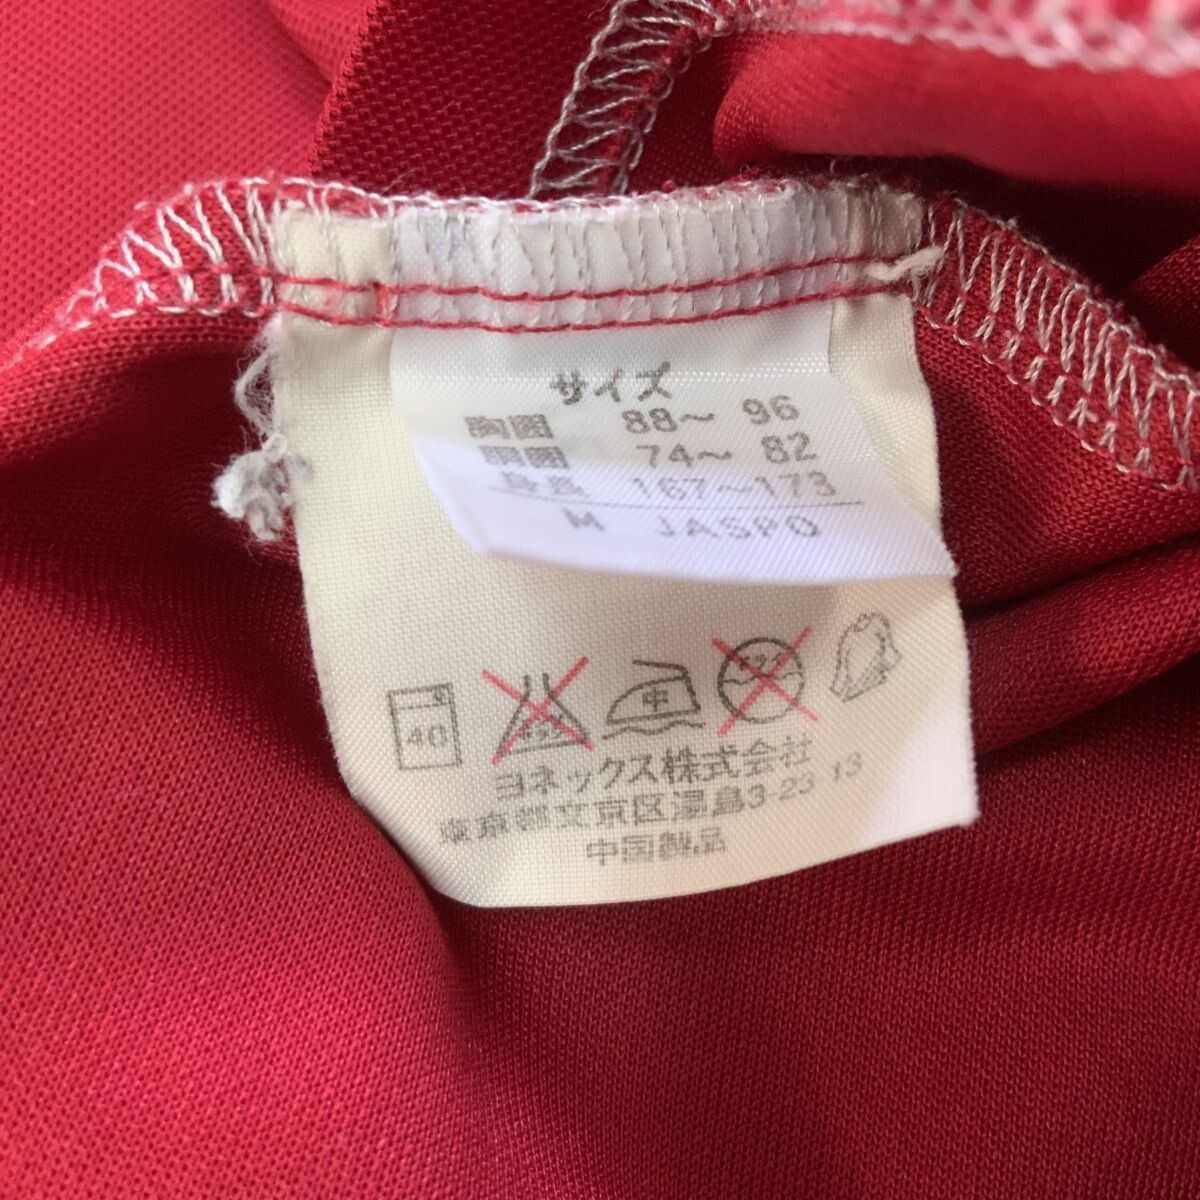 サイズ
胸囲 88～ 96
胴囲 74～ 82
身長 167～173
M JASPO
40
中
ヨネックス株式会社
東京都文京区湯島3-23-13
中国製品